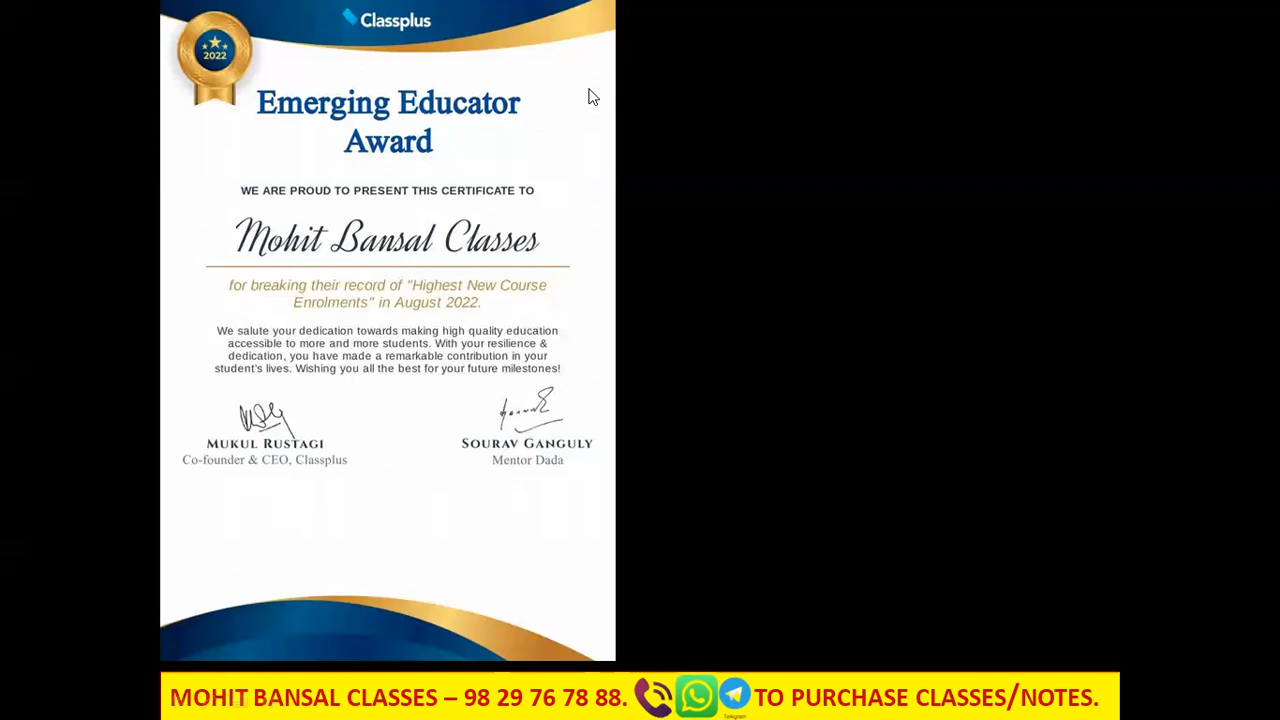 Classplus
2022
Emerging Educator
Award
WE ARE PROUD TO PRESENT THIS CERTIFICATE TO
Mohit Bansal Classes
for breaking their record of "Highest New Course
Enrolments" in August 2022.
We salute your dedication towards making high quality education
accessible to more and more students. With your resilience &
dedication, you have made a remarkable contribution in your
student's lives. Wishing you all the best for your future milestones!
MUKUL RUSTAGI
Co-founder & CEO, Classplus
SOURAV GANGULY
Mentor Dada
MOHIT BANSAL CLASSES – 98 29 76 78 88. TO PURCHASE CLASSES/NOTES.
Telegram